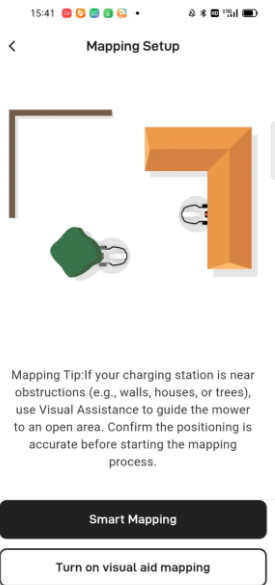 15:41
Mapping Setup
Mapping Tip:If your charging station is near
obstructions (e.g., walls, houses, or trees),
use Visual Assistance to guide the mower
to an open area. Confirm the positioning is
accurate before starting the mapping
process.
Smart Mapping
Turn on visual aid mapping